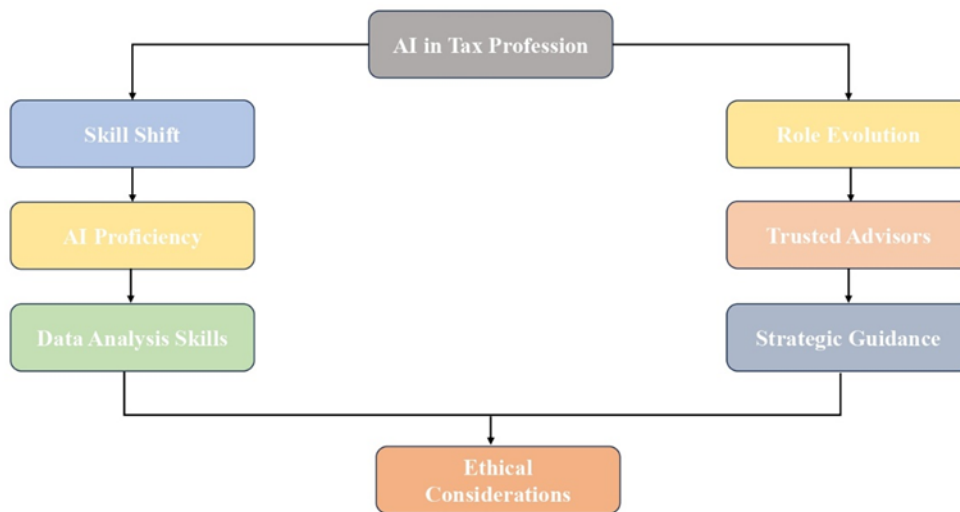 AI in Tax Profession
Skill Shift
Role Evolution
AI Proficiency
Trusted Advisors
Data Analysis Skills
Strategic Guidance
Ethical
Considerations